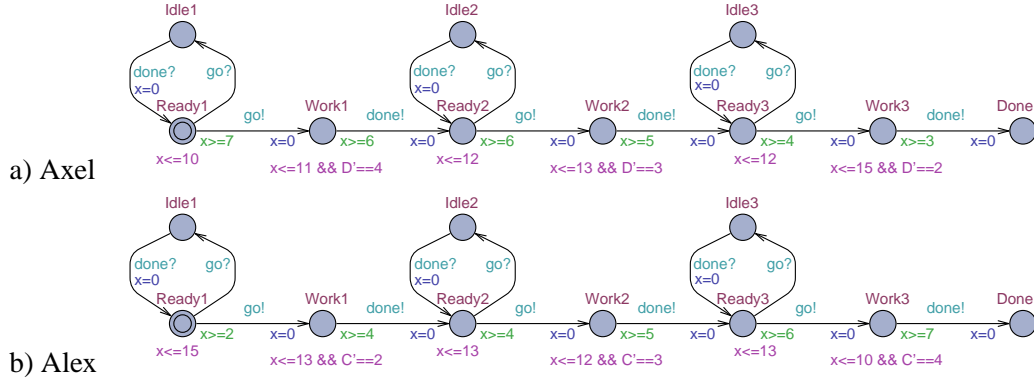 Idle1 Idle2 Idle3
done? go? done? go? done? go?
x=0 x=0 x=0
Ready1 go! Work1 done! Ready2 go! Work2 done! Ready3 go! Work3 done! Done
x>=7 x=0 x>=6 x=0 x>=6 x=0 x>=5 x=0 x>=4 x=0 x>=3 x=0
x<=10 x<=11 && D'==4 x<=12 x<=13 && D'==3 x<=12 x<=15 && D'==2
a) Axel
Idle1 Idle2 Idle3
done? go? done? go? done? go?
x=0 x=0 x=0
Ready1 go! Work1 done! Ready2 go! Work2 done! Ready3 go! Work3 done! Done
x>=2 x=0 x>=4 x=0 x>=4 x=0 x>=5 x=0 x>=6 x=0 x>=7 x=0
x<=15 x<=13 && C'==2 x<=13 x<=12 && C'==3 x<=13 x<=10 && C'==4
b) Alex